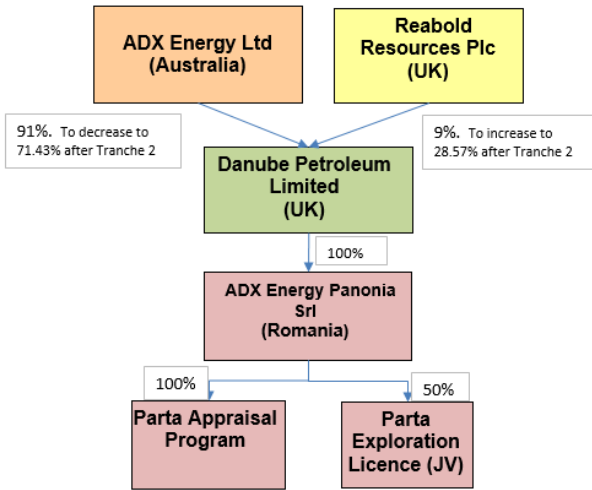 ADX Energy Ltd
(Australia)
Reabold
Resources Plc
(UK)
91%. To decrease to
71.43% after Tranche 2
9%. To increase to
28.57% after Tranche 2
Danube Petroleum
Limited
(UK)
100%
ADX Energy Panonia
Srl
(Romania)
100%
50%
Parta Appraisal
Program
Parta
Exploration
Licence (JV)